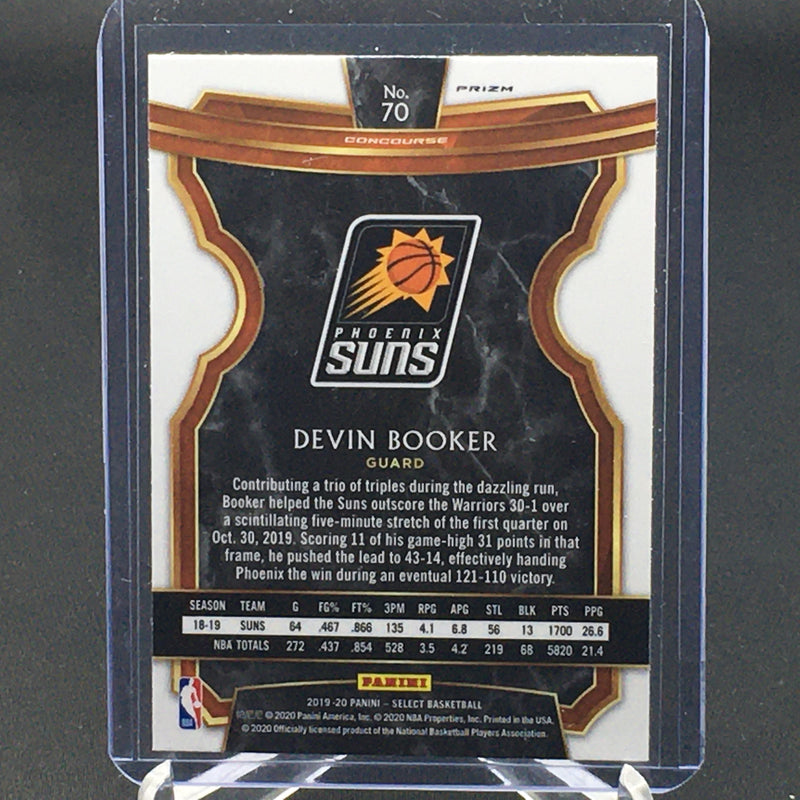 No.
70
PRIZM
CONCOURSE
PHOENIX
SUNS
DEVIN BOOKER
GUARD
Contributing a trio of triples during the dazzling run,
Booker helped the Suns outscore the Warriors 30-1 over
a scintillating five-minute stretch of the first quarter on
Oct. 30, 2019. Scoring 11 of his game-high 31 points in that
frame, he pushed the lead to 43-14, effectively handing
Phoenix the win during an eventual 121-110 victory.
SEASON TEAM G FG% FT% 3PM RPG APG STL BLK PTS PPG
18-19 SUNS 64 .467 .866 135 4.1 6.8 56 13 1700 26.6
NBA TOTALS 272 .437 .854 528 3.5 4.2 219 68 5820 21.4
PANINI
2019-20 PANINI – SELECT BASKETBALL
© 2020 Panini America, Inc. © 2020 NBA Properties, Inc. Printed in the USA.
© 2020 Officially licensed product of the National Basketball Players Association.
NBA